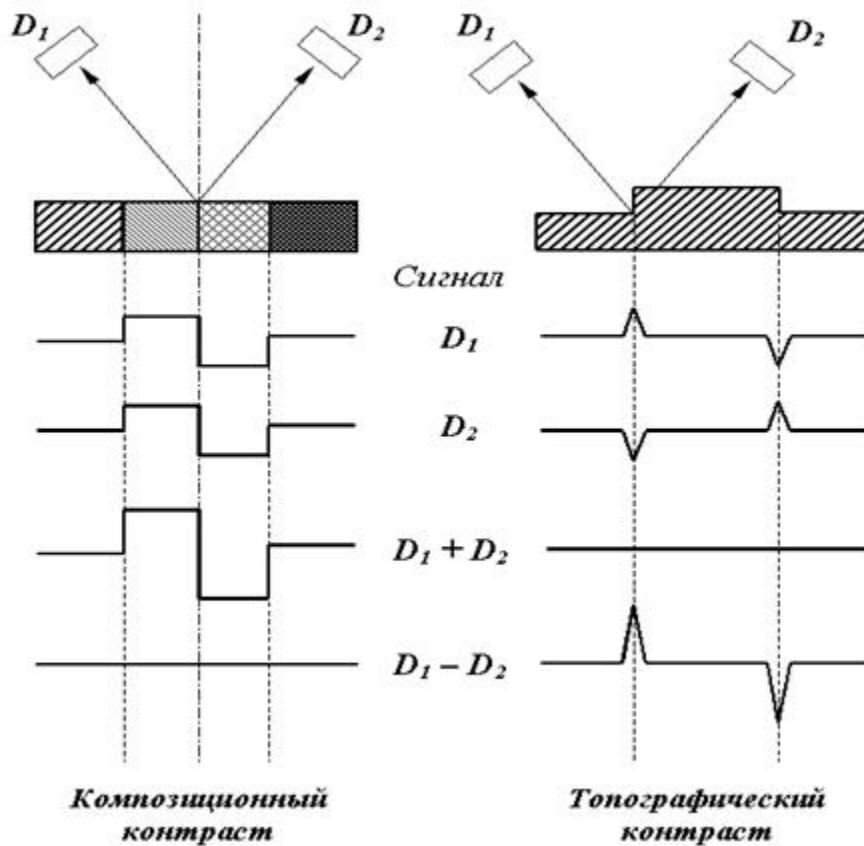 D₁ D₂ D₁ D₂
Сигнал
D₁
D₂
D₁ + D₂
D₁ – D₂
Композиционный
контраст
Топографический
контраст